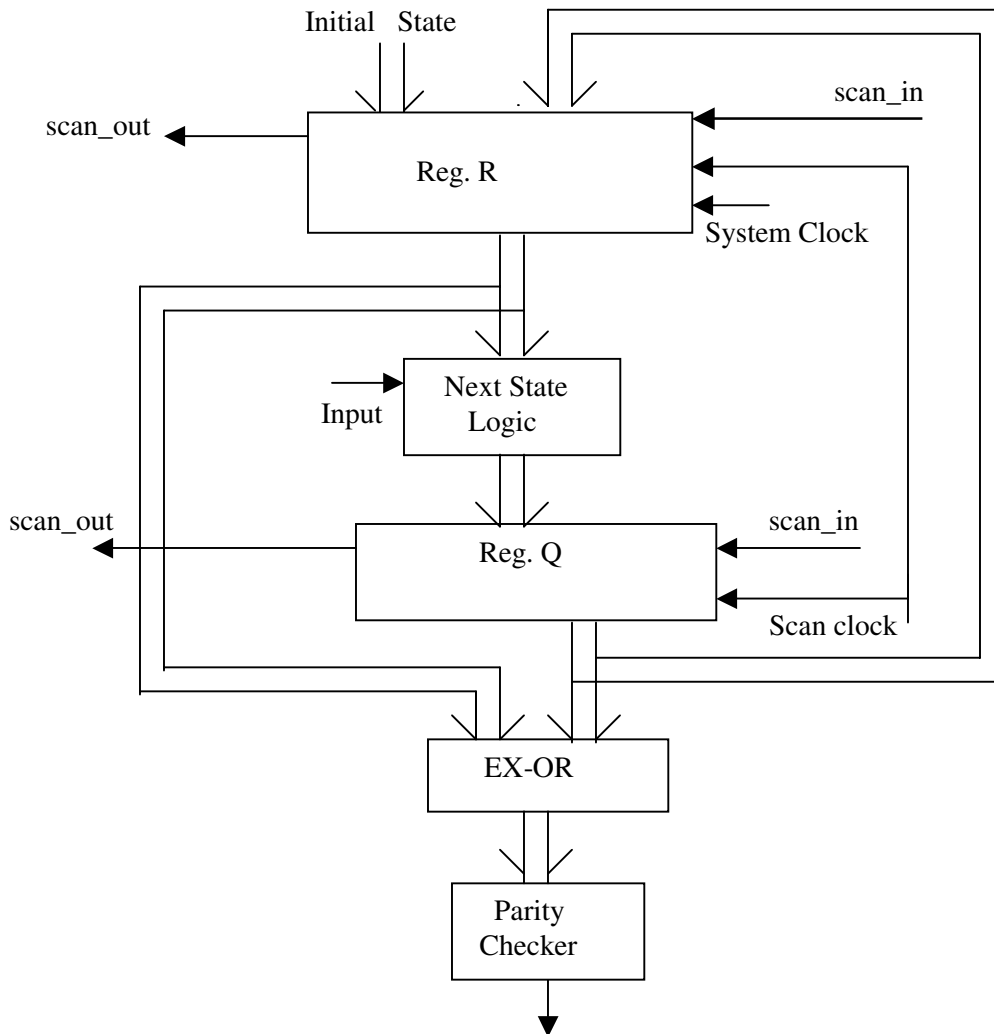 Initial State
scan_in
scan_out
Reg. R
System Clock
Next State
Logic
Input
scan_out
scan_in
Reg. Q
Scan clock
EX-OR
Parity
Checker